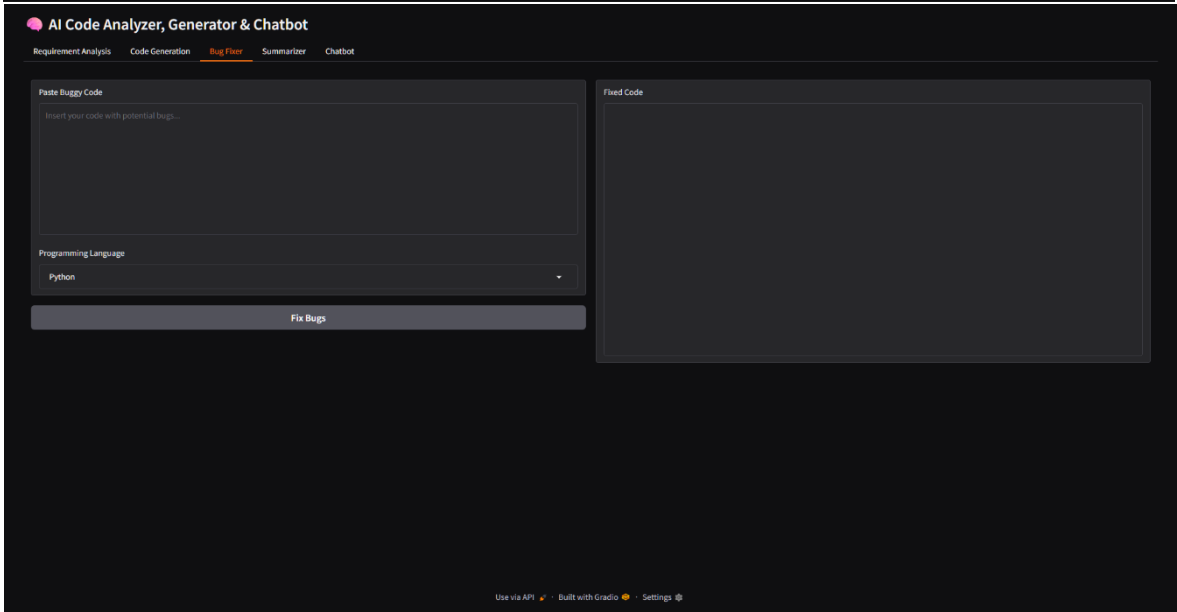 🧠 AI Code Analyzer, Generator & Chatbot
Requirement Analysis Code Generation Bug Fixer Summarizer Chatbot
Paste Buggy Code
Insert your code with potential bugs...
Programming Language
Python
Fix Bugs
Fixed Code
Use via API 🚀 · Built with Gradio · Settings